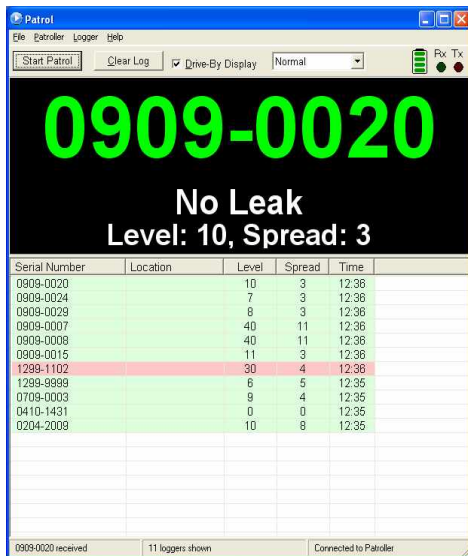 Patrol
File Patroller Logger Help
Start Patrol Clear Log Drive-By Display Normal Rx Tx
0909-0020
No Leak
Level: 10, Spread: 3
Serial Number Location Level Spread Time
0909-0020 10 3 12:36
0909-0024 7 3 12:36
0909-0029 8 3 12:36
0909-0007 40 11 12:36
0909-0008 40 11 12:36
0909-0015 11 3 12:36
1299-1102 30 4 12:36
1299-9999 6 5 12:35
0709-0003 9 4 12:35
0410-1431 0 0 12:35
0204-2009 10 8 12:35
0909-0020 received 11 loggers shown Connected to Patroller